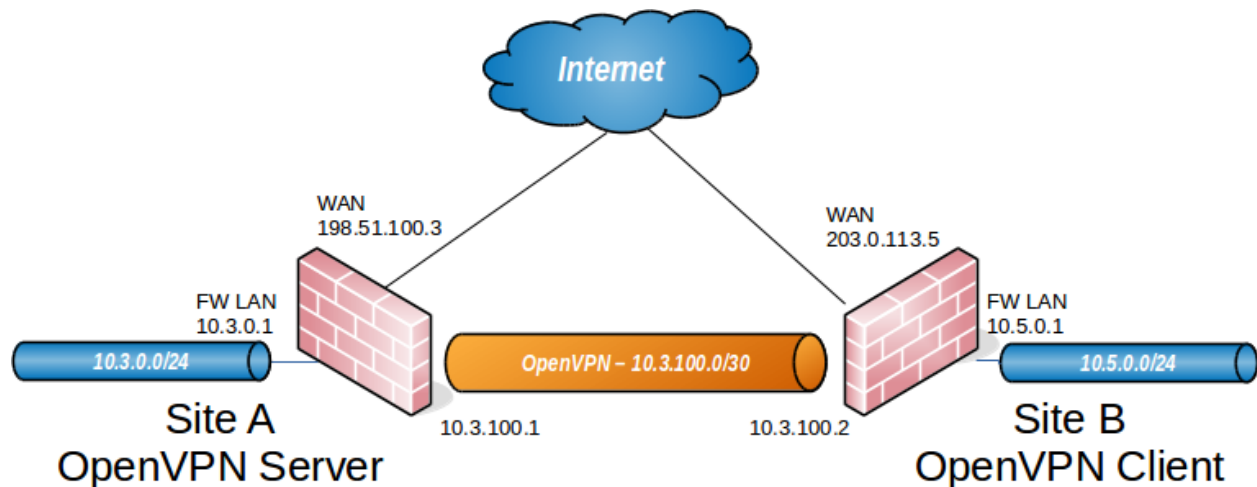 Internet
WAN
198.51.100.3
WAN
203.0.113.5
FW LAN
10.3.0.1
FW LAN
10.5.0.1
10.3.0.0/24
OpenVPN – 10.3.100.0/30
10.5.0.0/24
10.3.100.1
10.3.100.2
Site A
OpenVPN Server
Site B
OpenVPN Client